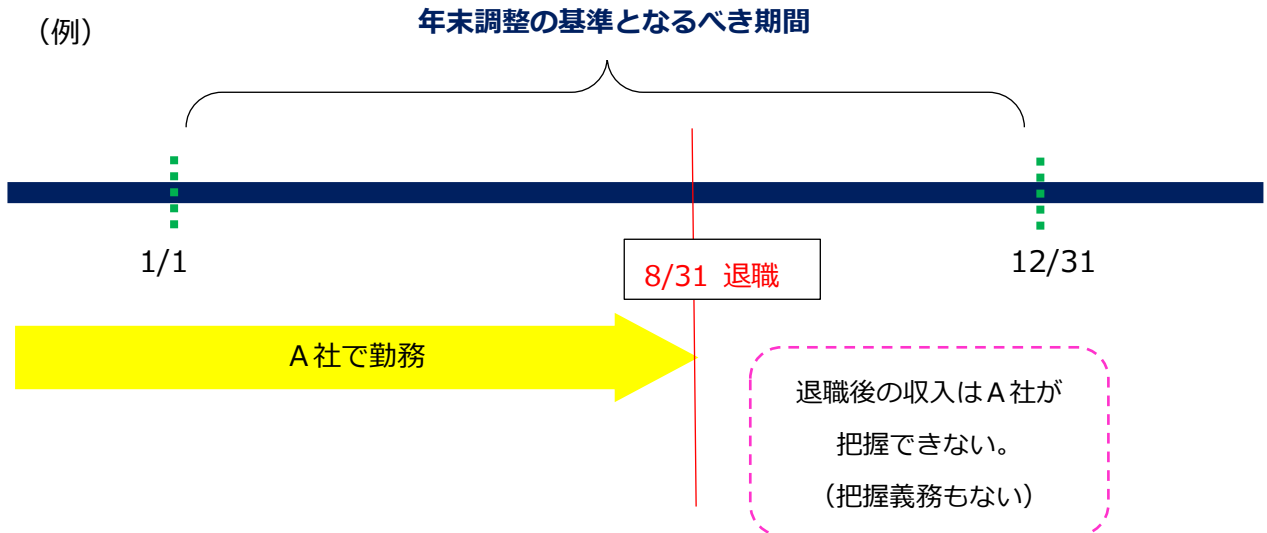 （例）
年末調整の基準となるべき期間
1/1
8/31 退職
12/31
A社で勤務
退職後の収入はA社が
把握できない。
（把握義務もない）